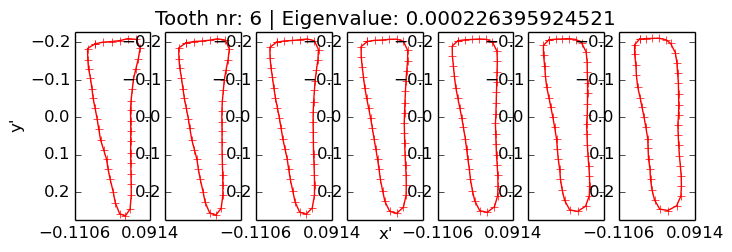 Tooth nr: 6 | Eigenvalue: 0.000226395924521
−0.2 −0.2 −0.2 −0.2 −0.2 −0.2 −0.2
−0.1 −0.1 −0.1 −0.1 −0.1 −0.1 −0.1
y' 0.0 0.0 0.0 0.0 0.0 0.0 0.0
0.1 0.1 0.1 0.1 0.1 0.1 0.1
0.2 0.2 0.2 0.2 0.2 0.2 0.2
−0.1106 0.0914 x' −0.1106 0.0914 −0.1106 0.0914